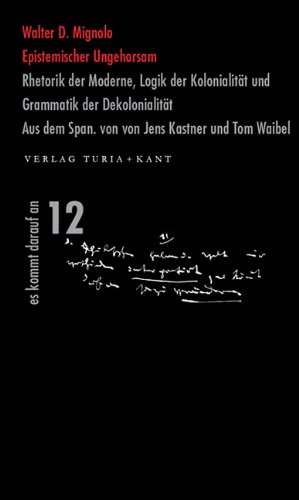 Walter D. Mignolo
Epistemischer Ungehorsam
Rhetorik der Moderne, Logik der Kolonialität und
Grammatik der Dekolonialität
Aus dem Span. von von Jens Kastner und Tom Waibel
VERLAG TURIA + KANT
es kommt darauf an
12